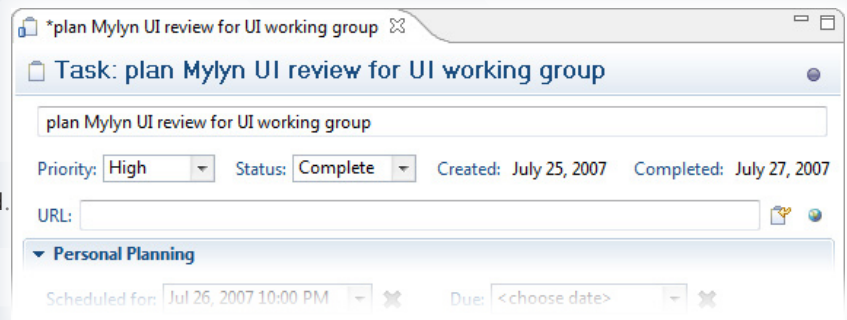 *plan Mylyn UI review for UI working group
Task: plan Mylyn UI review for UI working group
plan Mylyn UI review for UI working group
Priority: High Status: Complete Created: July 25, 2007 Completed: July 27, 2007
URL:
Personal Planning
Scheduled for: Jul 26, 2007 10:00 PM Due: <choose date>